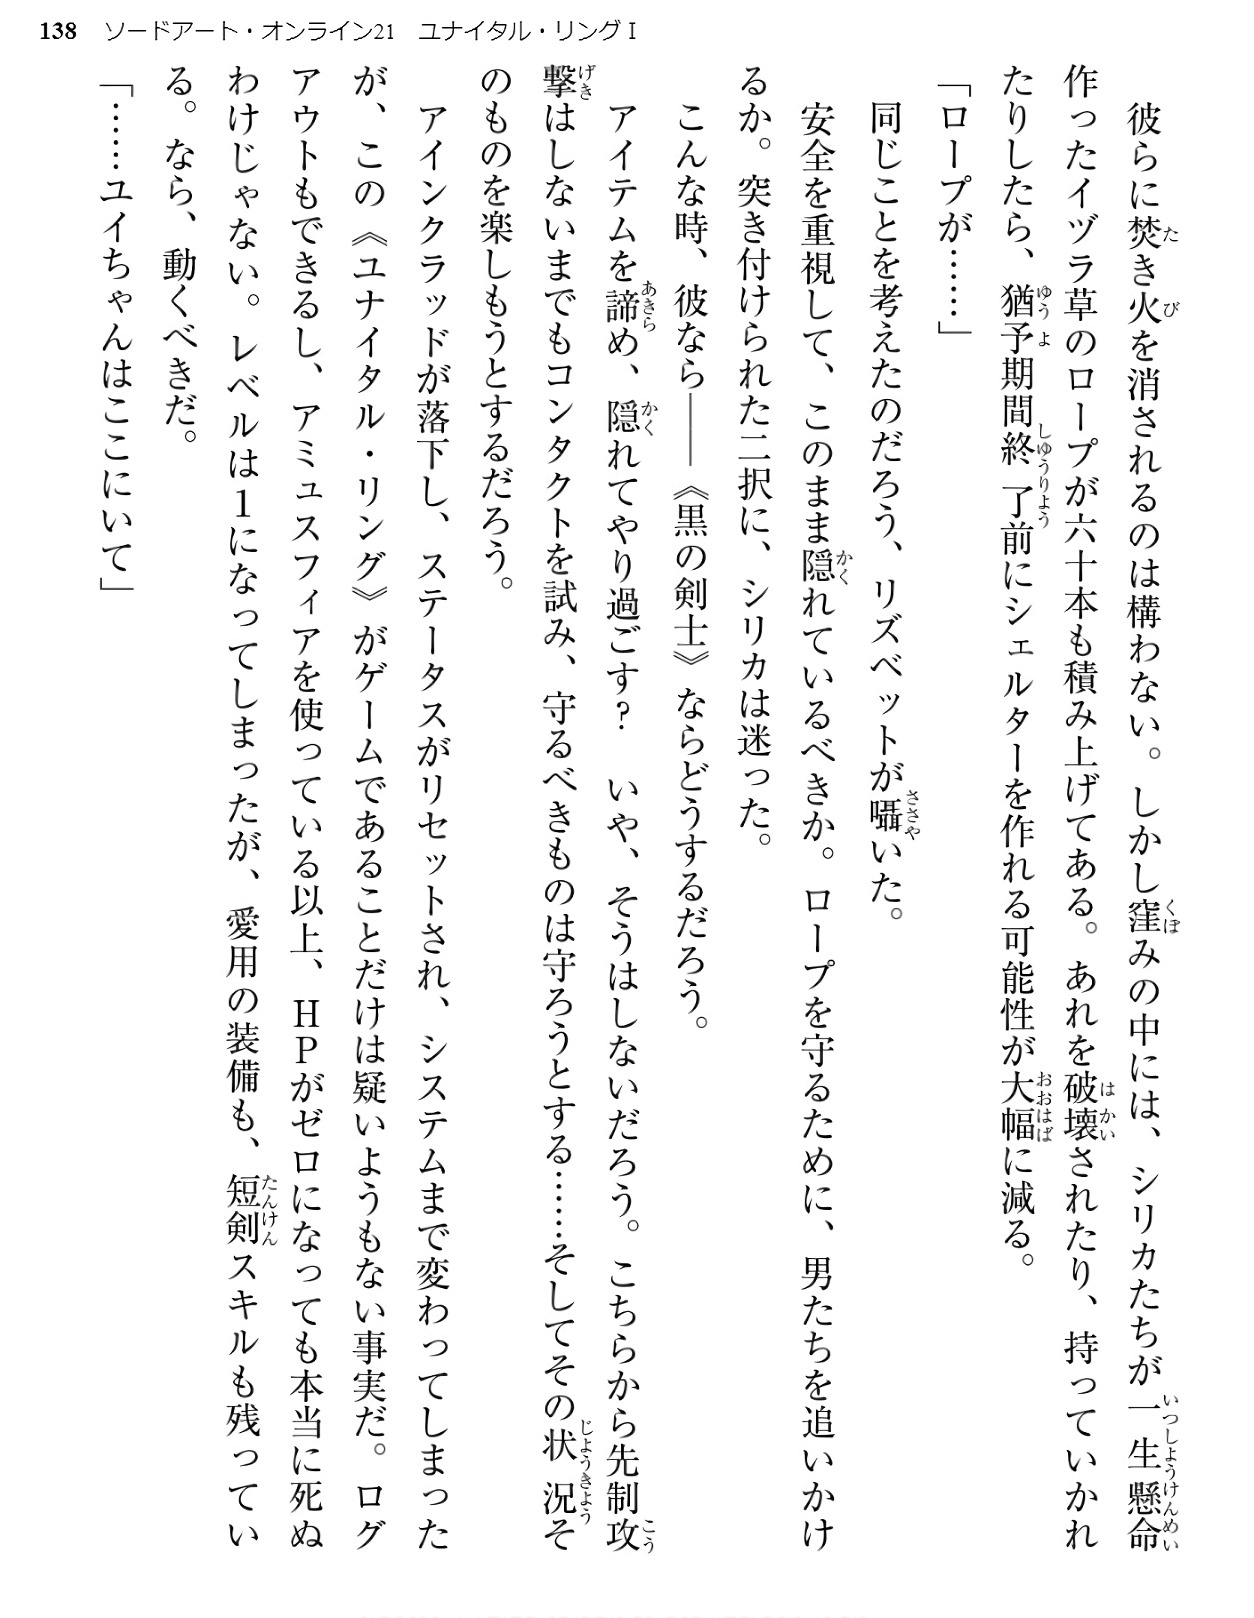 138 ソードアート・オンライン21 ユナイタル・リングⅠ
　彼らに焚き火を消されるのは構わない。しかし窪みの中には、シリカたちが一生懸命
作ったイヅラ草のロープが六十本も積み上げてある。あれを破壊されたり、持っていかれ
たりしたら、猶予期間終了前にシェルターを作れる可能性が大幅に減る。
「ロープが……」
　同じことを考えたのだろう、リズベットが囁いた。
　安全を重視して、このまま隠れているべきか。ロープを守るために、男たちを追いかけ
るか。突き付けられた二択に、シリカは迷った。
　こんな時、彼なら――《黒の剣士》ならどうするだろう。
　アイテムを諦め、隠れてやり過ごす？　いや、そうはしないだろう。こちらから先制攻
撃はしないまでもコンタクトを試み、守るべきものは守ろうとする……そしてその状況そ
のものを楽しもうとするだろう。
　アインクラッドが落下し、ステータスがリセットされ、システムまで変わってしまった
が、この《ユナイタル・リング》がゲームであることだけは疑いようもない事実だ。ログ
アウトもできるし、アミュスフィアを使っている以上、ＨＰがゼロになっても本当に死ぬ
わけじゃない。レベルは１になってしまったが、愛用の装備も、短剣スキルも残ってい
る。なら、動くべきだ。
「……ユイちゃんはここにいて」